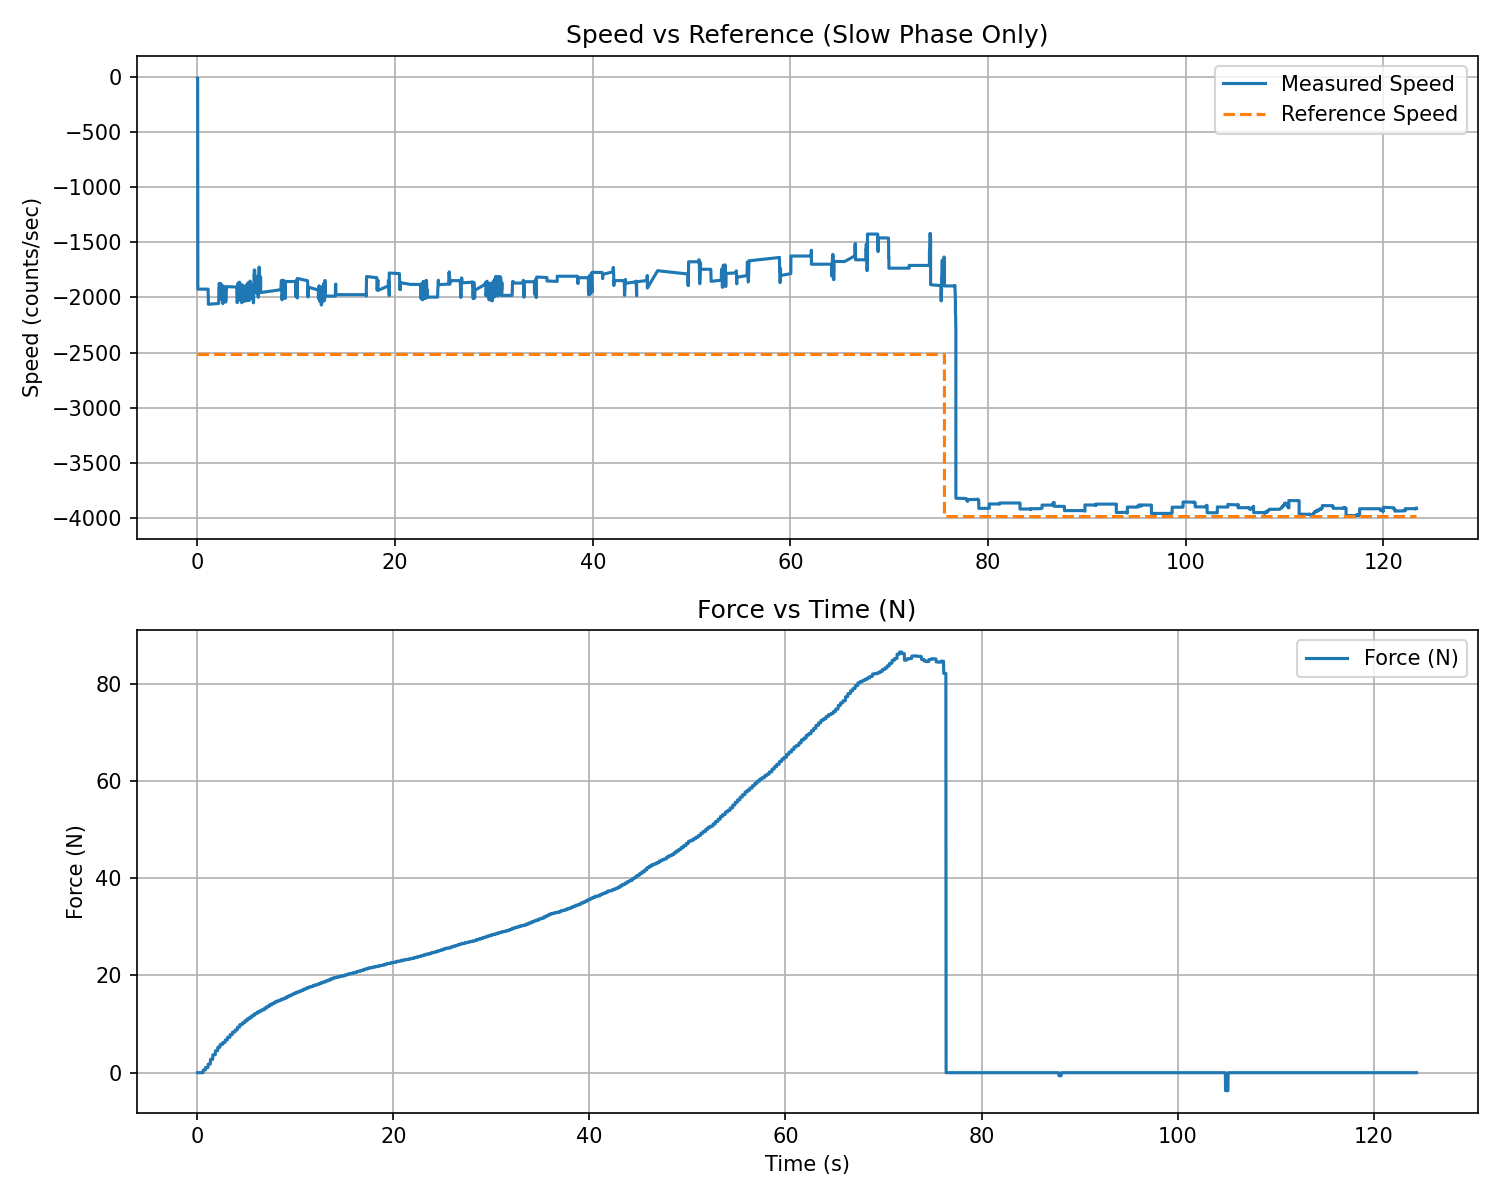 Speed vs Reference (Slow Phase Only)
Measured Speed
Reference Speed
Speed (counts/sec)
0
−500
−1000
−1500
−2000
−2500
−3000
−3500
−4000
0 20 40 60 80 100 120
Force vs Time (N)
Force (N)
Force (N)
80
60
40
20
0
0 20 40 60 80 100 120
Time (s)